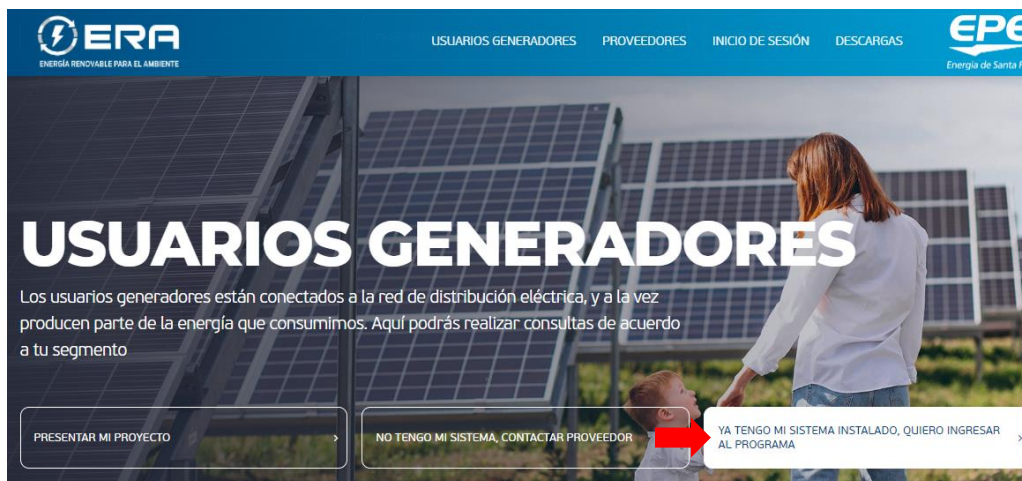 ERA
ENERGÍA RENOVABLE PARA EL AMBIENTE
USUARIOS GENERADORES PROVEEDORES INICIO DE SESIÓN DESCARGAS
EPE
Energía de Santa
USUARIOS GENERADORES
Los usuarios generadores están conectados a la red de distribución eléctrica, y a la vez
producen parte de la energía que consumimos. Aquí podrás realizar consultas de acuerdo
a tu segmento
PRESENTAR MI PROYECTO
NO TENGO MI SISTEMA, CONTACTAR PROVEEDOR
YA TENGO MI SISTEMA INSTALADO, QUIERO INGRESAR
AL PROGRAMA